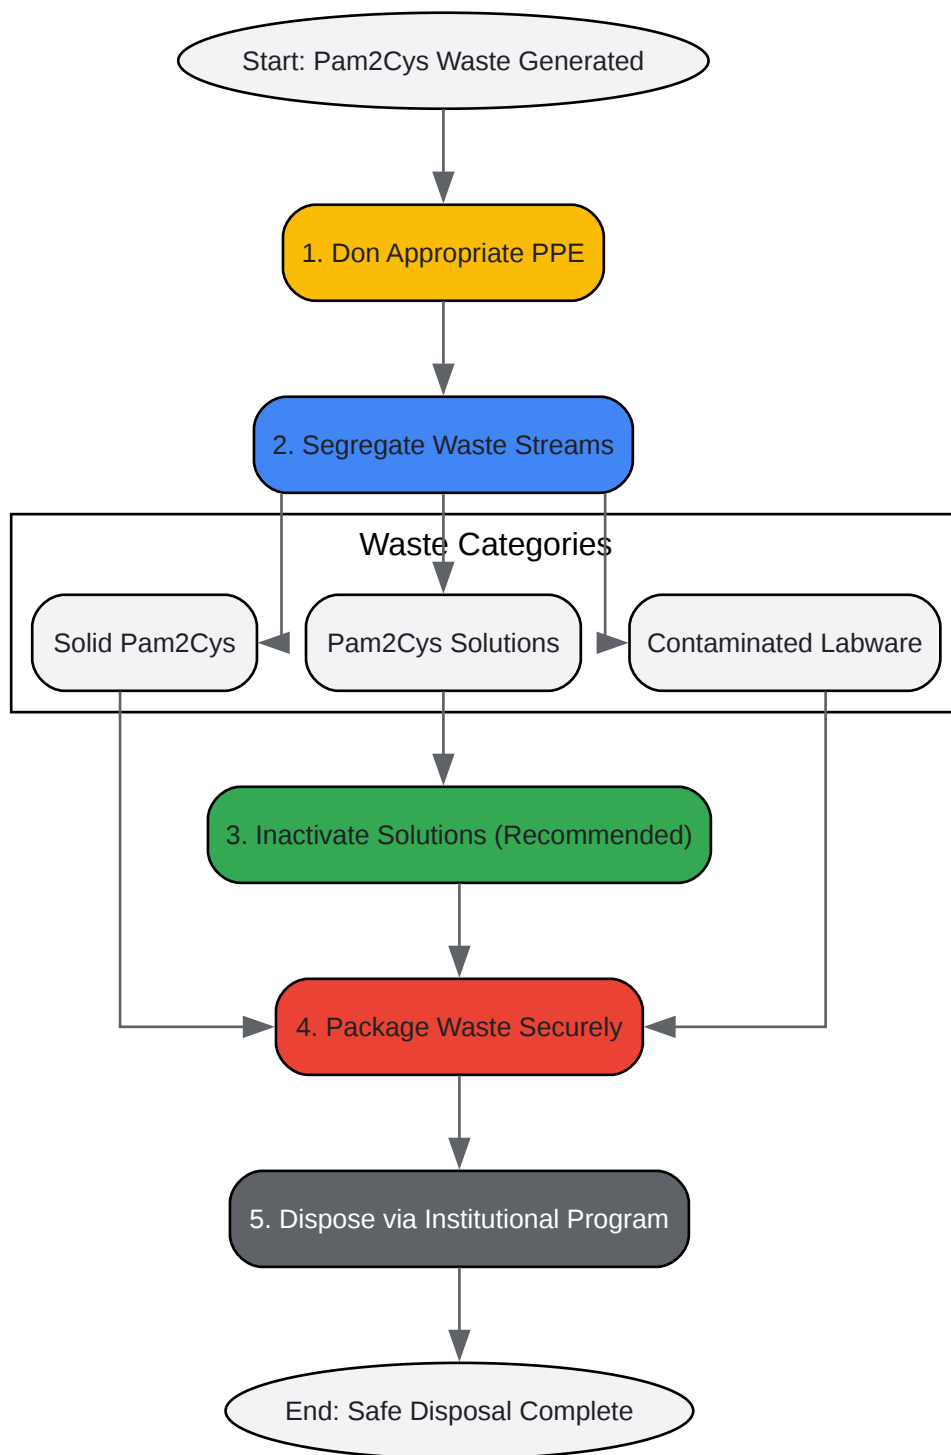 Start: Pam2Cys Waste Generated
1. Don Appropriate PPE
2. Segregate Waste Streams
Waste Categories
Solid Pam2Cys
Pam2Cys Solutions
Contaminated Labware
3. Inactivate Solutions (Recommended)
4. Package Waste Securely
5. Dispose via Institutional Program
End: Safe Disposal Complete